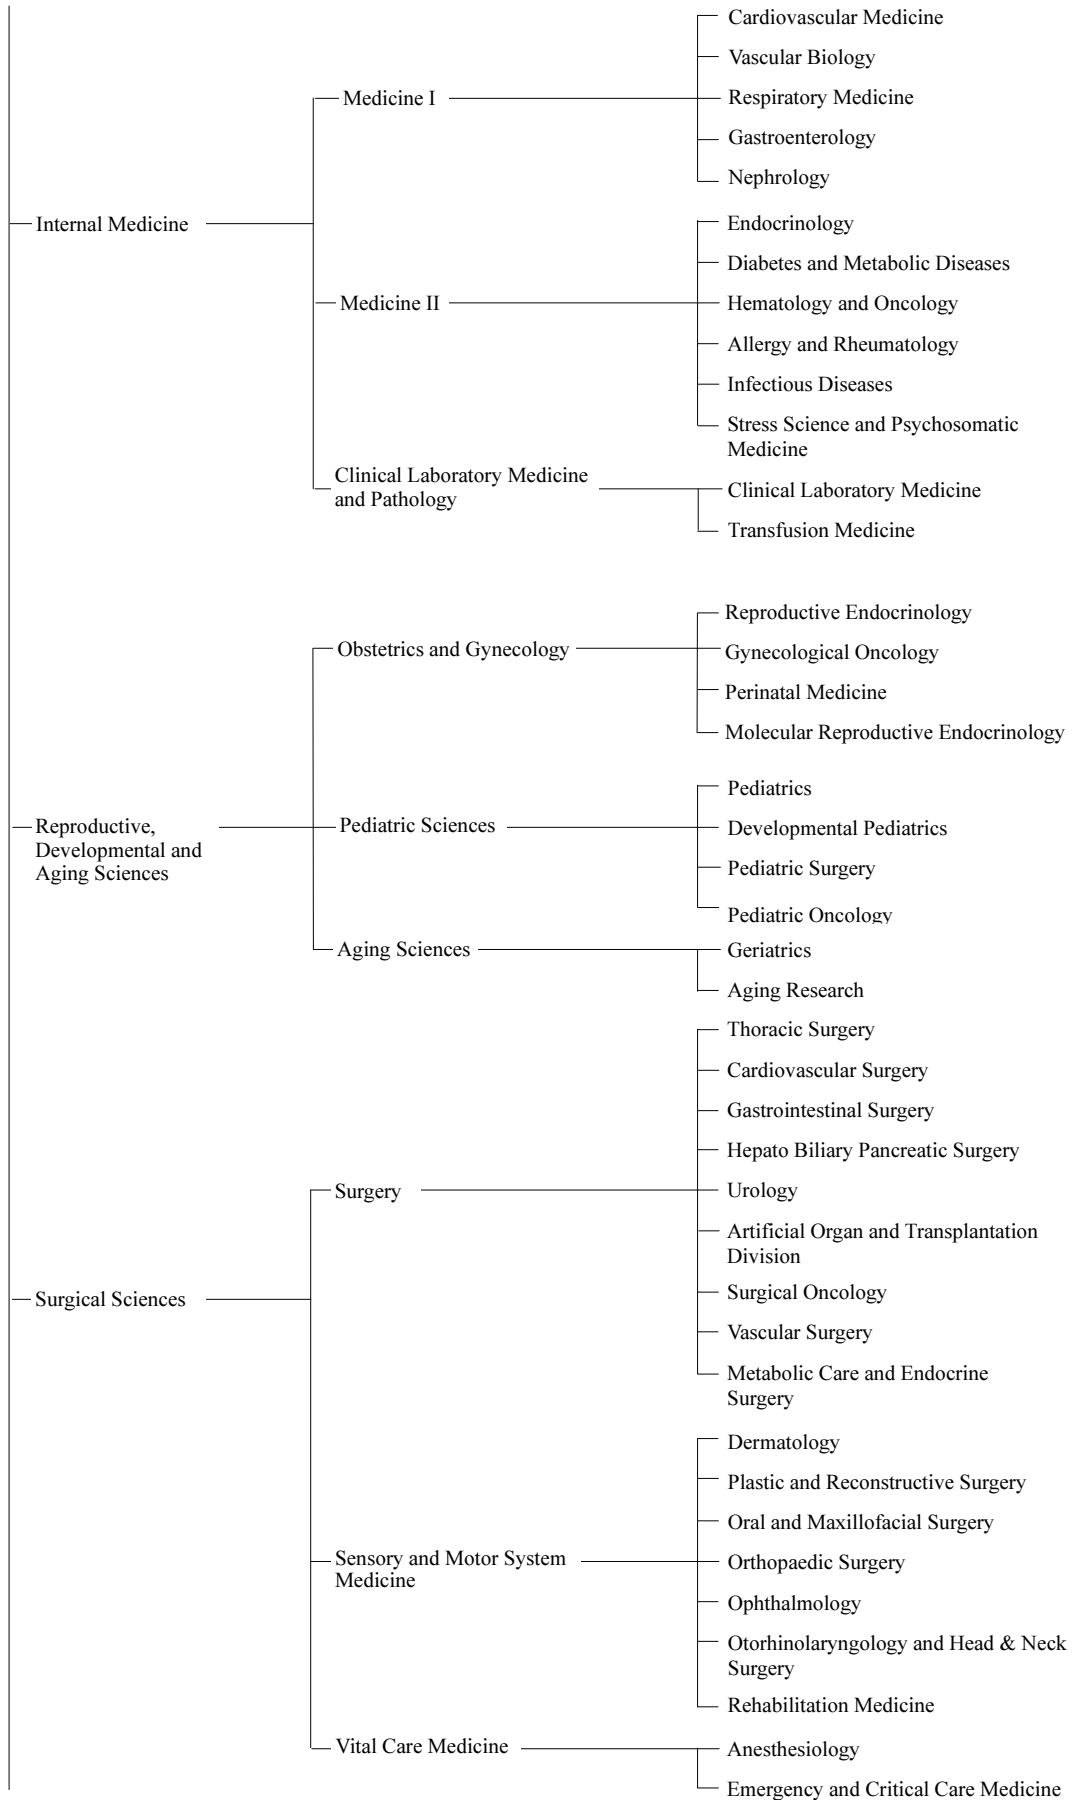 Cardiovascular Medicine
Vascular Biology
Medicine I
Respiratory Medicine
Gastroenterology
Nephrology
Internal Medicine
Endocrinology
Diabetes and Metabolic Diseases
Medicine II
Hematology and Oncology
Allergy and Rheumatology
Infectious Diseases
Stress Science and Psychosomatic
Medicine
Clinical Laboratory Medicine
and Pathology
Clinical Laboratory Medicine
Transfusion Medicine
Reproductive Endocrinology
Obstetrics and Gynecology
Gynecological Oncology
Perinatal Medicine
Molecular Reproductive Endocrinology
Pediatrics
Reproductive,
Developmental and
Aging Sciences
Pediatric Sciences
Developmental Pediatrics
Pediatric Surgery
Pediatric Oncology
Aging Sciences
Geriatrics
Aging Research
Thoracic Surgery
Cardiovascular Surgery
Gastrointestinal Surgery
Hepato Biliary Pancreatic Surgery
Surgery
Urology
Artificial Organ and Transplantation
Division
Surgical Sciences
Surgical Oncology
Vascular Surgery
Metabolic Care and Endocrine
Surgery
Dermatology
Plastic and Reconstructive Surgery
Oral and Maxillofacial Surgery
Sensory and Motor System
Medicine
Orthopaedic Surgery
Ophthalmology
Otorhinolaryngology and Head & Neck
Surgery
Rehabilitation Medicine
Vital Care Medicine
Anesthesiology
Emergency and Critical Care Medicine